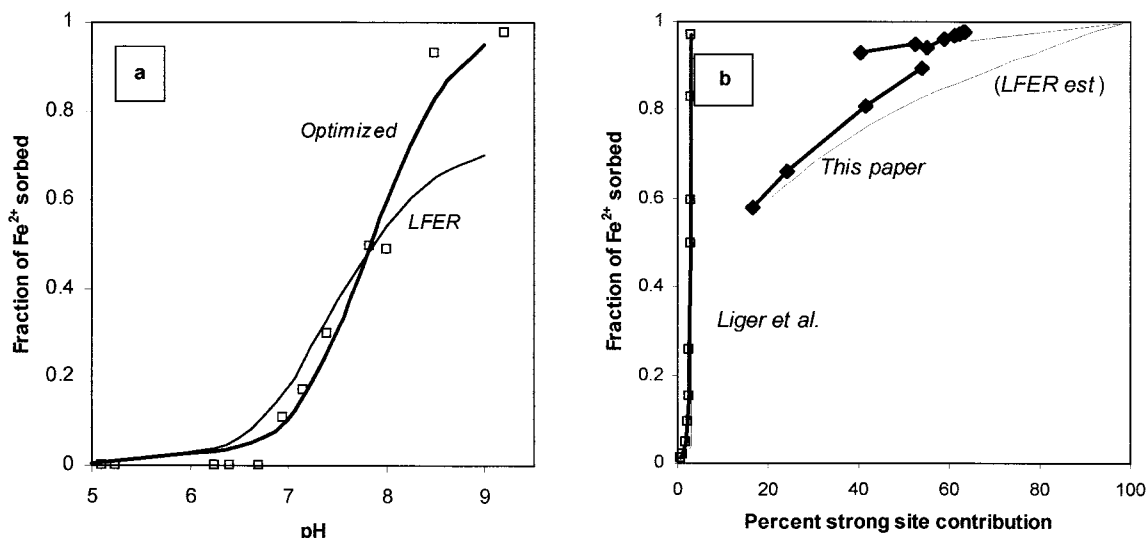 a
Optimized
LFER
Fraction of Fe2+ sorbed
1
0.8
0.6
0.4
0.2
0
5
6
7
8
9
pH
b
(LFER est)
This paper
Liger et al.
Fraction of Fe2+ sorbed
1
0.8
0.6
0.4
0.2
0
0
20
40
60
80
100
Percent strong site contribution